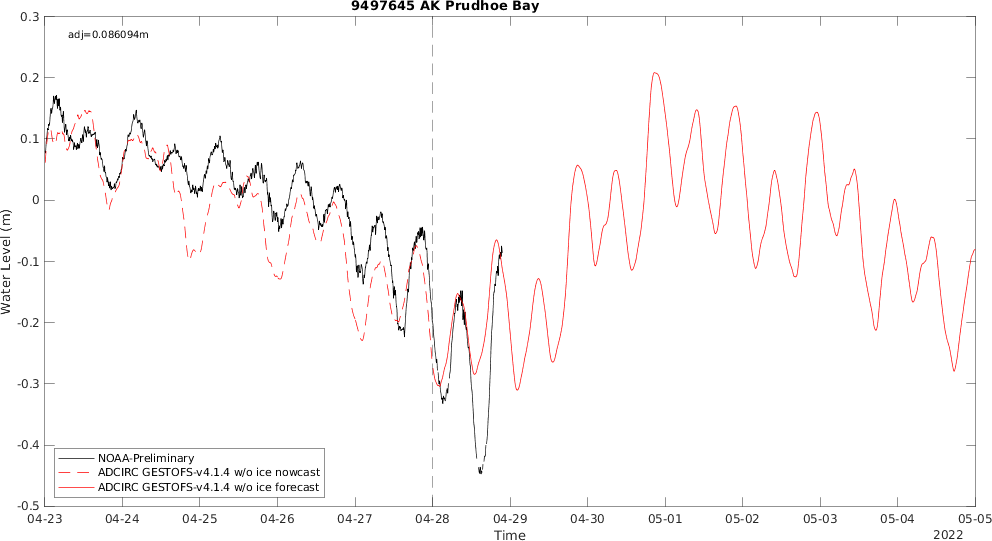 9497645 AK Prudhoe Bay
adj=0.086094m
0.3
0.2
0.1
0
-0.1
-0.2
-0.3
-0.4
-0.5
Water Level (m)
NOAA-Preliminary
ADCIRC GESTOFS-v4.1.4 w/o ice nowcast
ADCIRC GESTOFS-v4.1.4 w/o ice forecast
04-23 04-24 04-25 04-26 04-27 04-28 04-29 04-30 05-01 05-02 05-03 05-04 05-05
Time
2022